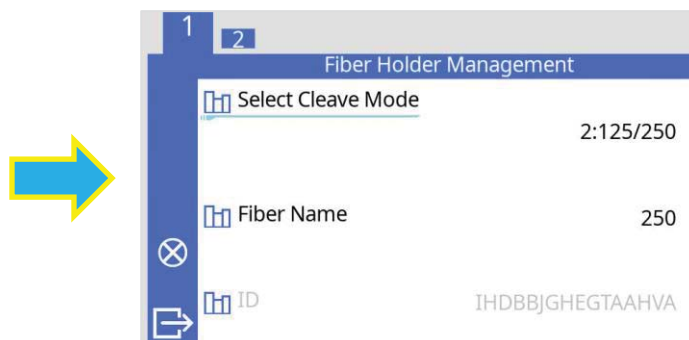 1
2
Fiber Holder Management
Select Cleave Mode
2:125/250
Fiber Name
250
ID
IHDBBJGHEGTAAHVA